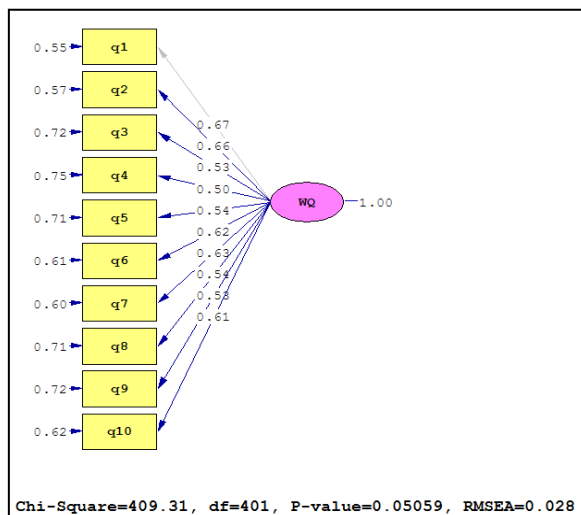 0.55 q1
0.57 q2
0.72 q3
0.75 q4
0.71 q5
0.61 q6
0.60 q7
0.71 q8
0.72 q9
0.62 q10
0.67
0.66
0.53
0.50
0.54
0.62
0.63
0.54
0.53
0.61
WQ
1.00
Chi-Square=409.31, df=401, P-value=0.05059, RMSEA=0.028